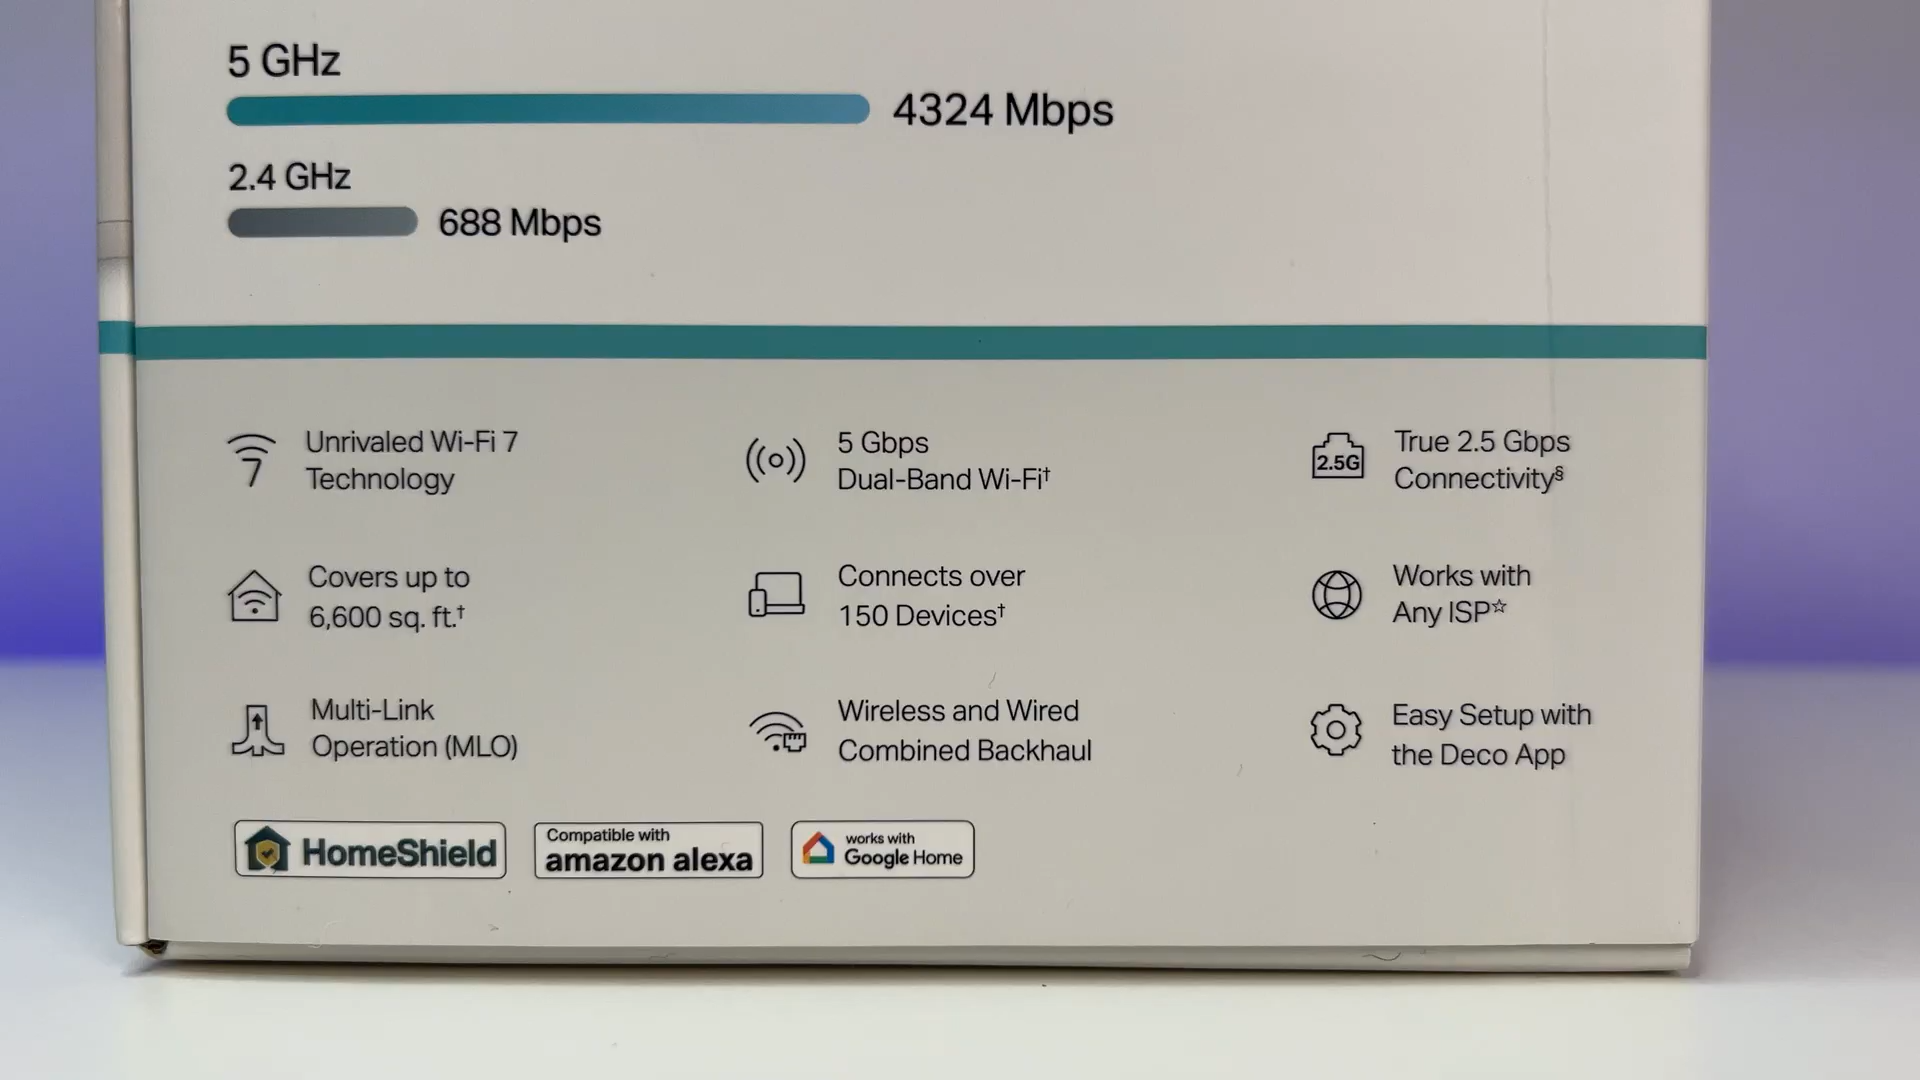 5 GHz
4324 Mbps
2.4 GHz
688 Mbps
7
Unrivaled Wi-Fi 7
Technology
5 Gbps
Dual-Band Wi-Fi†
2.5G
True 2.5 Gbps
Connectivity§
Covers up to
6,600 sq. ft.†
Connects over
150 Devices†
Works with
Any ISP☆
Multi-Link
Operation (MLO)
Wireless and Wired
Combined Backhaul
Easy Setup with
the Deco App
HomeShield
Compatible with
amazon alexa
works with
Google Home